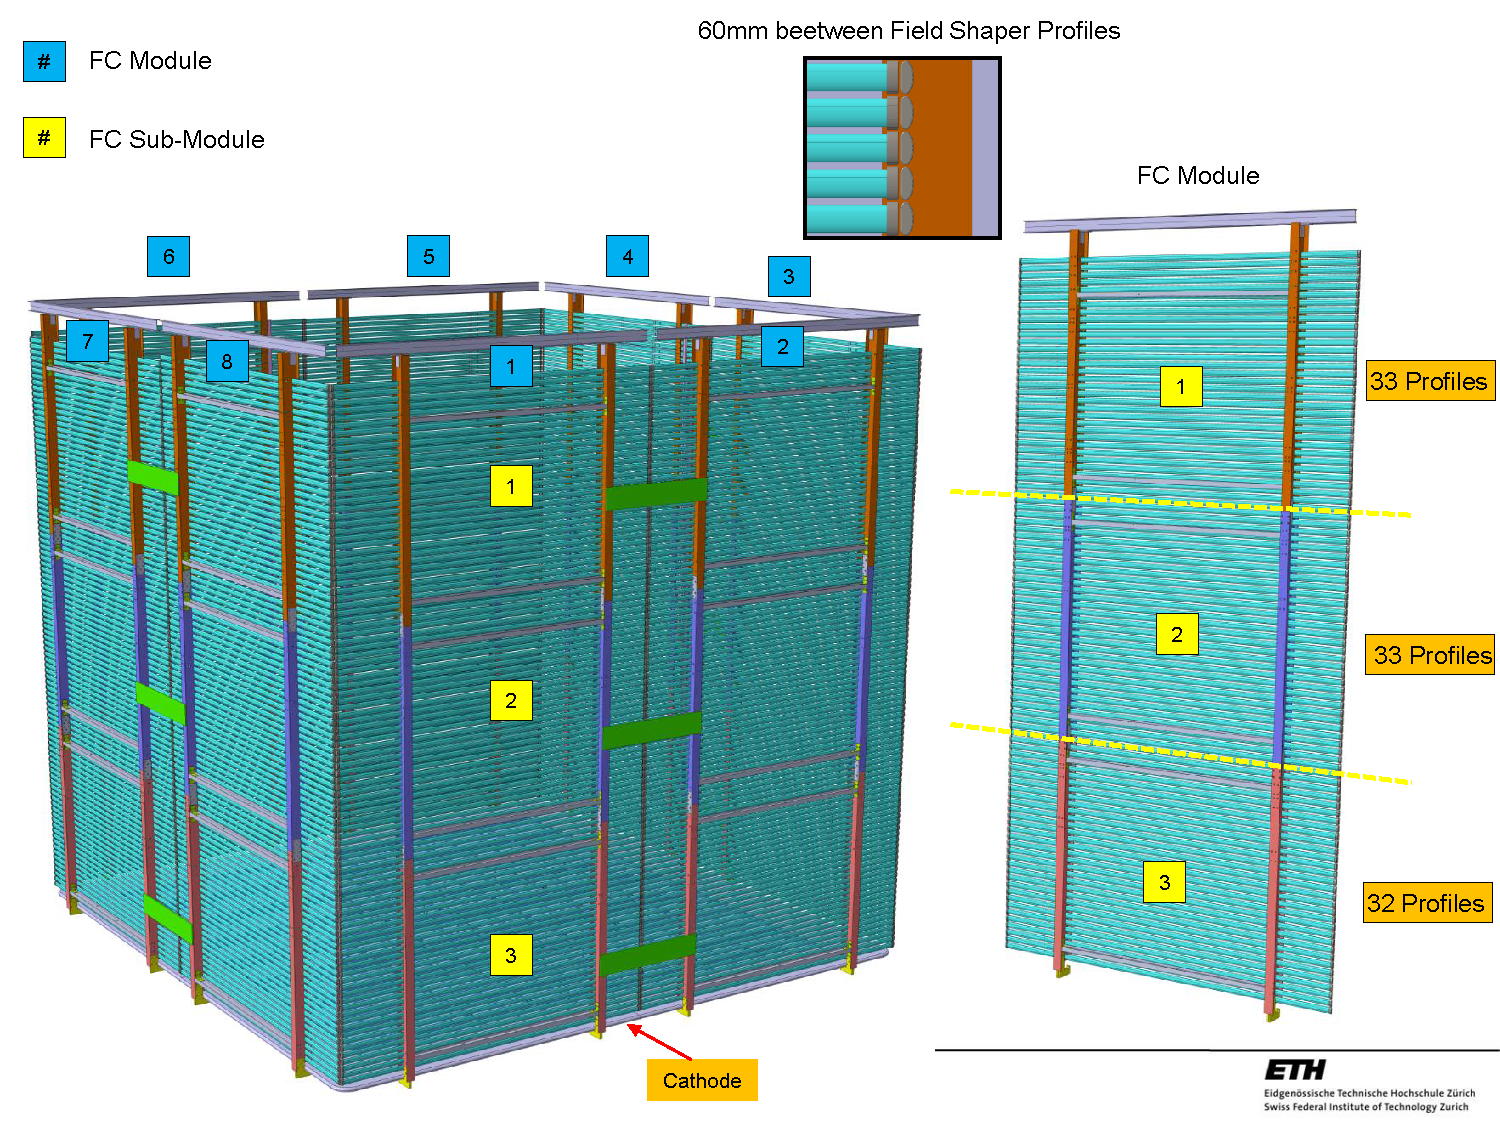 60mm beetween Field Shaper Profiles
# FC Module
# FC Sub-Module
FC Module
6
5
4
3
7
8
1
2
1
2
3
1
33 Profiles
2
33 Profiles
3
32 Profiles
Cathode
ETH
Eidgenössische Technische Hochschule Zürich
Swiss Federal Institute of Technology Zurich